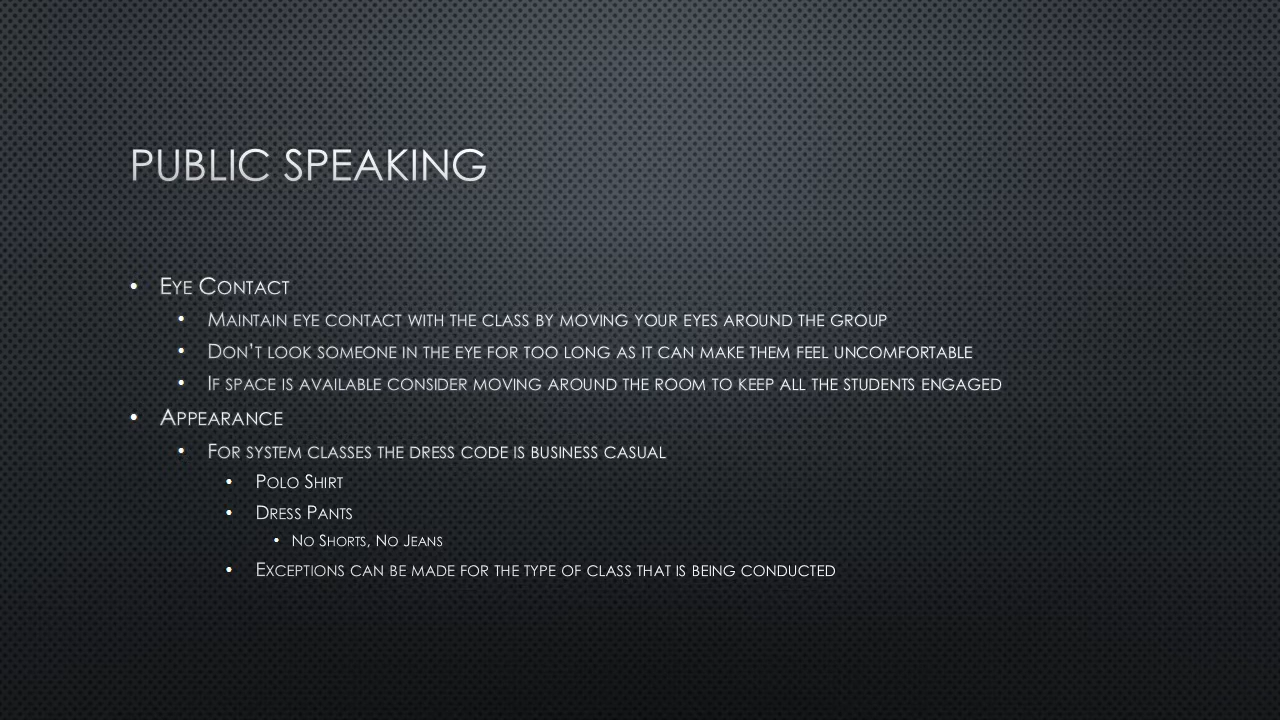 PUBLIC SPEAKING
• Eye Contact
• Maintain eye contact with the class by moving your eyes around the group
• Don’t look someone in the eye for too long as it can make them feel uncomfortable
• If space is available consider moving around the room to keep all the students engaged
• Appearance
• For system classes the dress code is business casual
• Polo Shirt
• Dress Pants
• No Shorts, No Jeans
• Exceptions can be made for the type of class that is being conducted